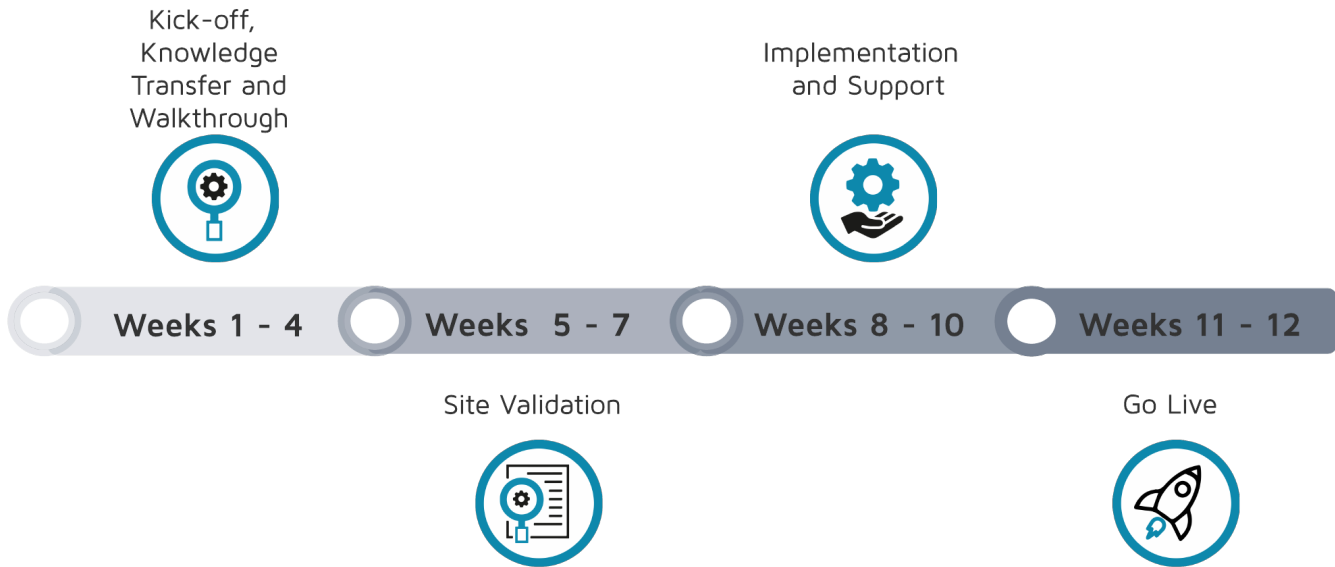 Kick-off,
Knowledge
Transfer and
Walkthrough
Implementation
and Support
Weeks 1 - 4
Weeks 5 - 7
Weeks 8 - 10
Weeks 11 - 12
Site Validation
Go Live